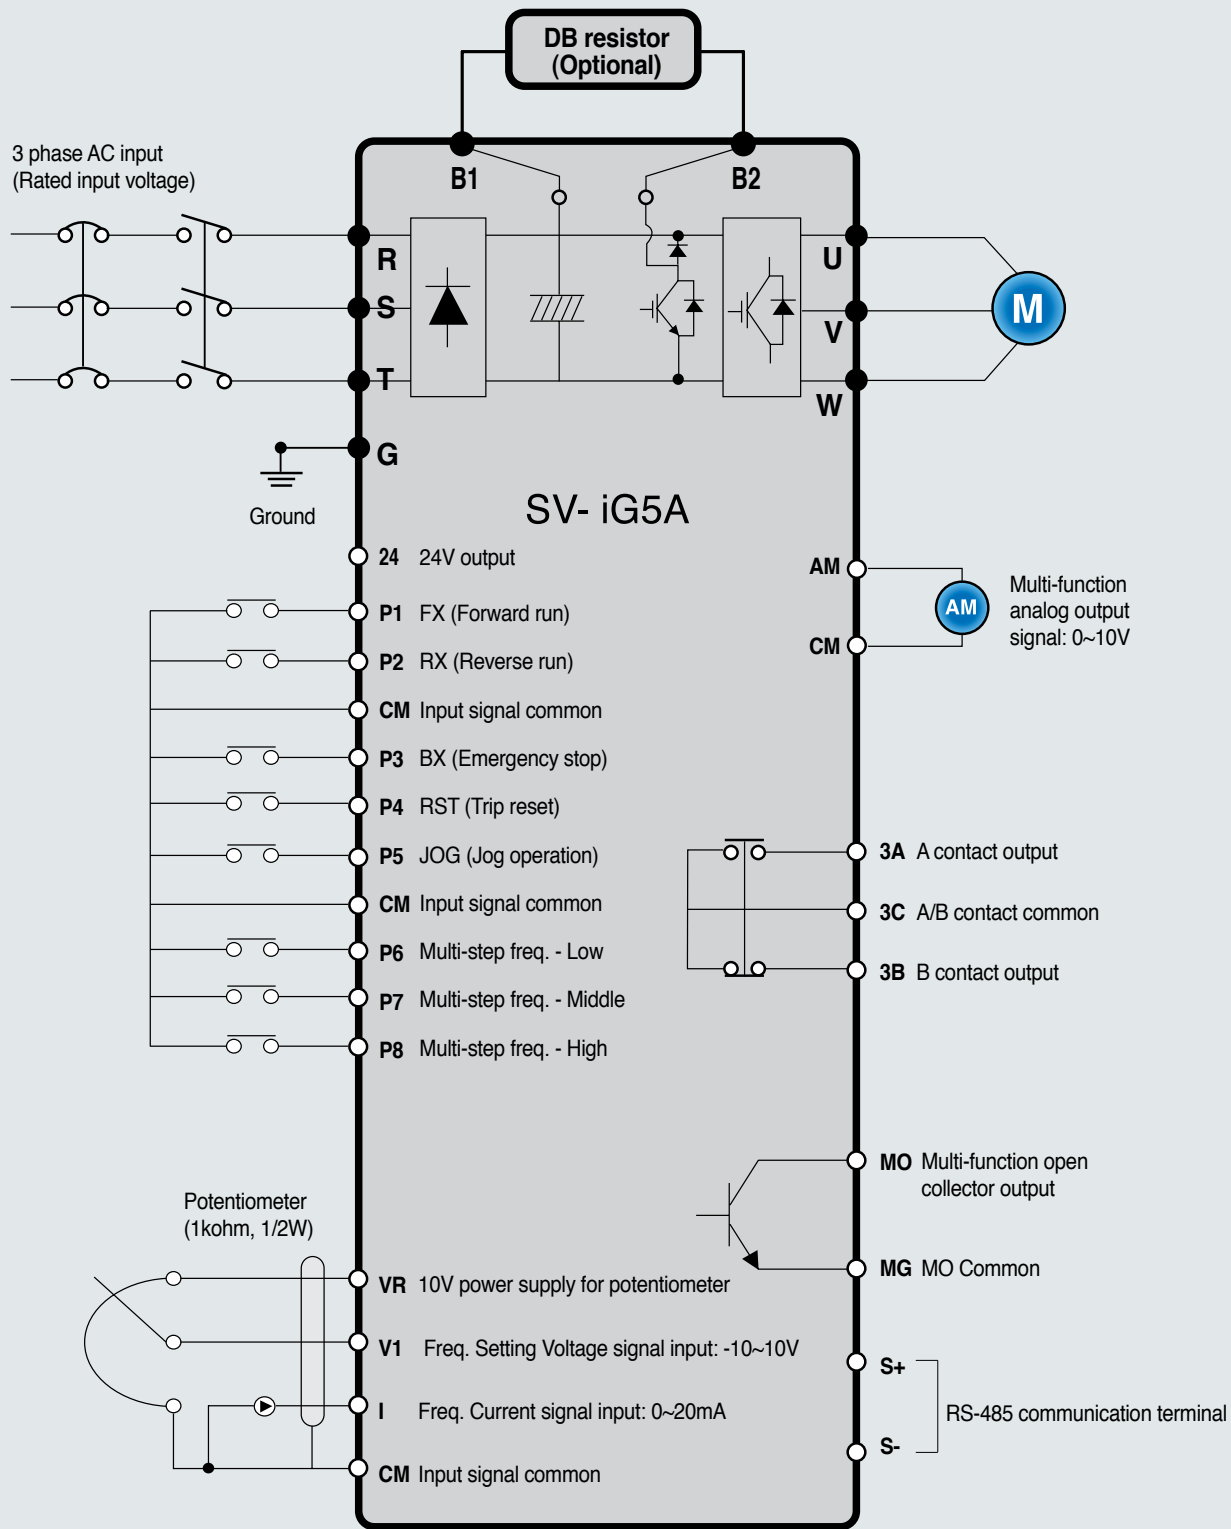 DB resistor
(Optional)
3 phase AC input
(Rated input voltage)
B1
B2
R
S
T
G
U
V
W
M
Ground
SV- iG5A
24 24V output
P1 FX (Forward run)
P2 RX (Reverse run)
CM Input signal common
P3 BX (Emergency stop)
P4 RST (Trip reset)
P5 JOG (Jog operation)
CM Input signal common
P6 Multi-step freq. - Low
P7 Multi-step freq. - Middle
P8 Multi-step freq. - High
AM
AM
CM
Multi-function
analog output
signal: 0~10V
3A A contact output
3C A/B contact common
3B B contact output
MO Multi-function open
collector output
MG MO Common
Potentiometer
(1kohm, 1/2W)
VR 10V power supply for potentiometer
V1 Freq. Setting Voltage signal input: -10~10V
I Freq. Current signal input: 0~20mA
CM Input signal common
S+
S-
RS-485 communication terminal